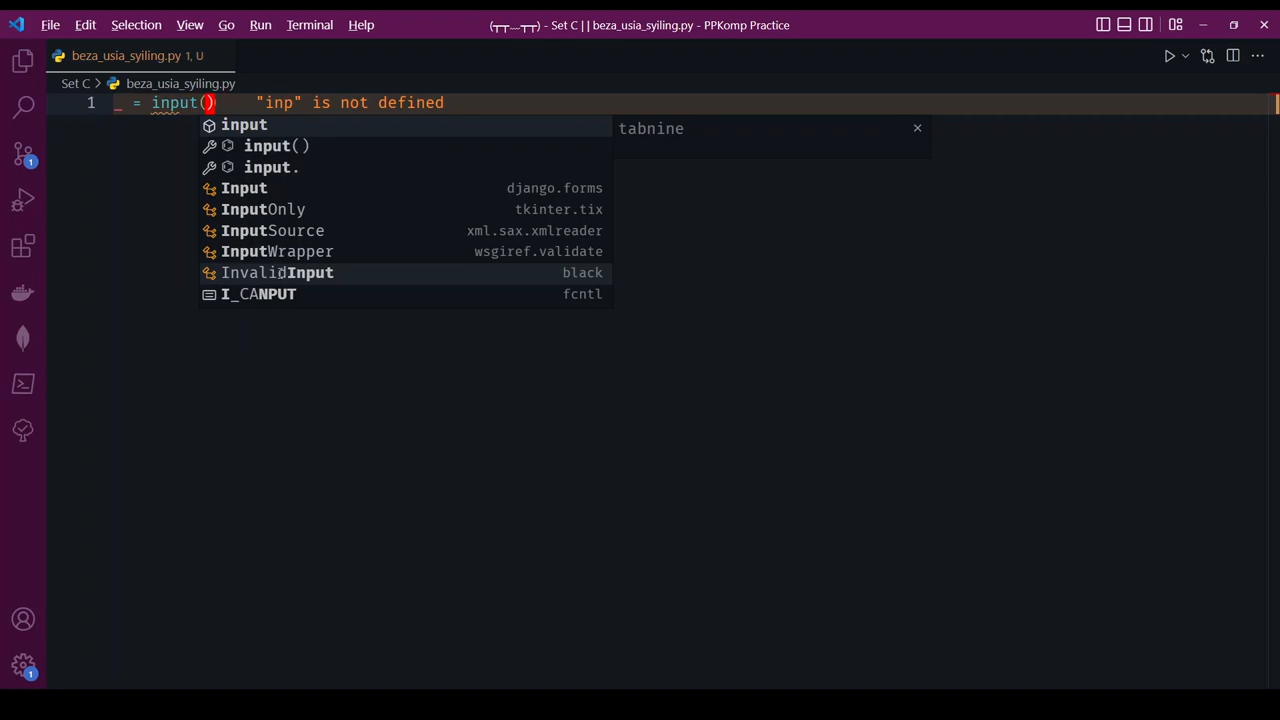 File Edit Selection View Go Run Terminal Help (┬┬﹏┬┬) - Set C || beza_usia_syiling.py - PPKomp Practice
beza_usia_syiling.py 1, U
Set C > beza_usia_syiling.py
1 _ = input() "inp" is not defined
input
tabnine ×
input()
input.
Input django.forms
InputOnly tkinter.tix
InputSource xml.sax.xmlreader
InputWrapper wsgiref.validate
InvalidInput black
I_CANPUT fcntl
1
1